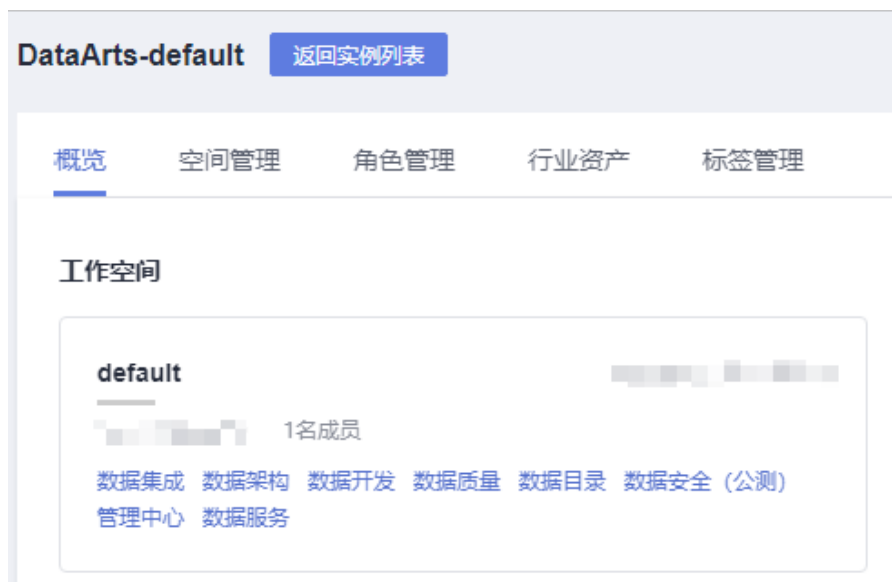 DataArts-default 返回实例列表
概览 空间管理 角色管理 行业资产 标签管理
工作空间
default
1名成员
数据集成 数据架构 数据开发 数据质量 数据目录 数据安全（公测）
管理中心 数据服务